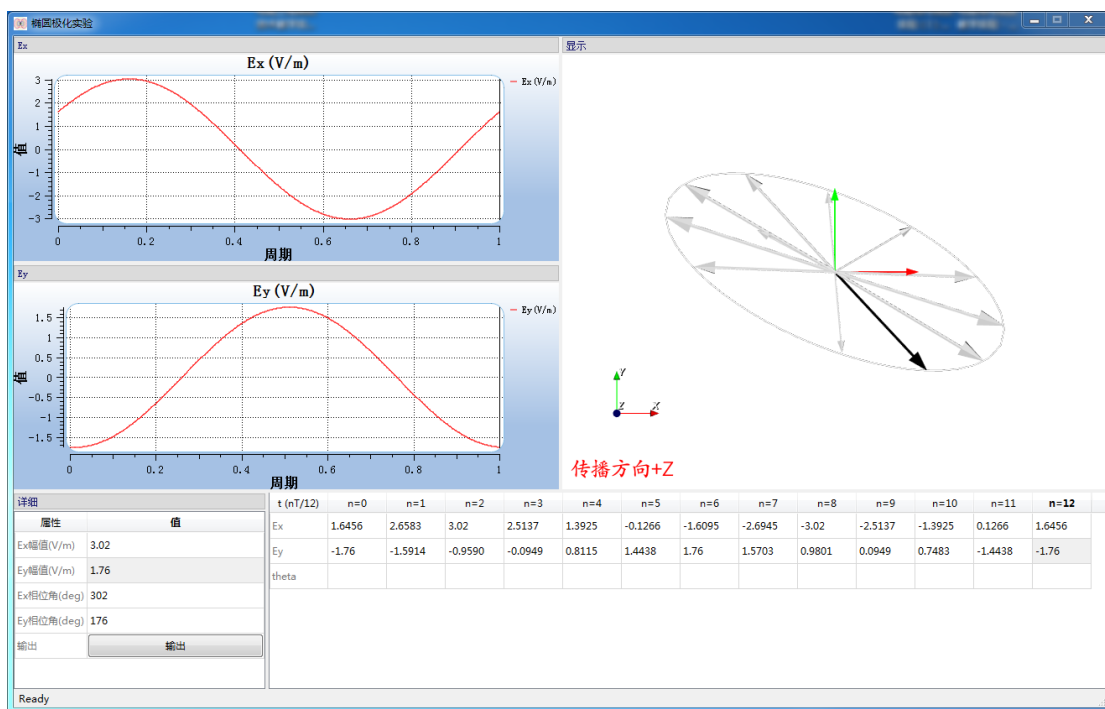 椭圆极化实验
Ex
Ex (V/m)
Ex (V/m)
3
2
1
0
-1
-2
-3
值
0 0.2 0.4 0.6 0.8 1
周期
Ey
Ey (V/m)
Ey (V/m)
1.5
1
0.5
0
-0.5
-1
-1.5
值
0 0.2 0.4 0.6 0.8 1
周期
显示
Y
Z X
传播方向+Z
详细
属性 值
Ex幅值(V/m) 3.02
Ey幅值(V/m) 1.76
Ex相位角(deg) 302
Ey相位角(deg) 176
输出 输出
t (nT/12) n=0 n=1 n=2 n=3 n=4 n=5 n=6 n=7 n=8 n=9 n=10 n=11 n=12
Ex 1.6456 2.6583 3.02 2.5137 1.3925 -0.1266 -1.6095 -2.6945 -3.02 -2.5137 -1.3925 0.1266 1.6456
Ey -1.76 -1.5914 -0.9590 -0.0949 0.8115 1.4438 1.76 1.5703 0.9801 0.0949 0.7483 -1.4438 -1.76
theta
Ready